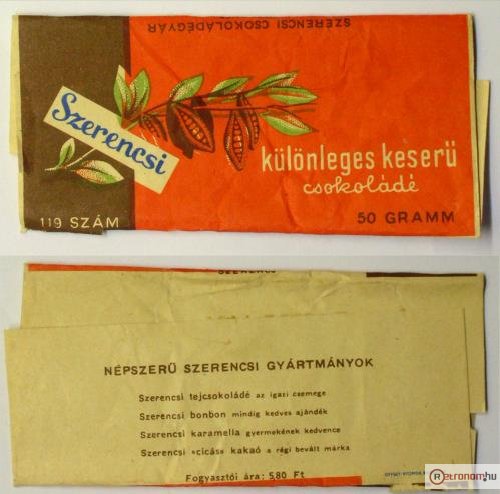 SZERENCSI CSOKOLÁDÉGYÁR
Szerencsi
különleges keserű
csokoládé
119 SZÁM
50 GRAMM
NÉPSZERŰ SZERENCSI GYÁRTMÁNYOK
Szerencsi tejcsokoládé az igazi csemege
Szerencsi bonbon mindig kedves ajándék
Szerencsi karamella gyermekének kedvence
Szerencsi «cicás» kakaó a régi bevált márka
Fogyasztói ára: 5,80 Ft
Retronom.hu